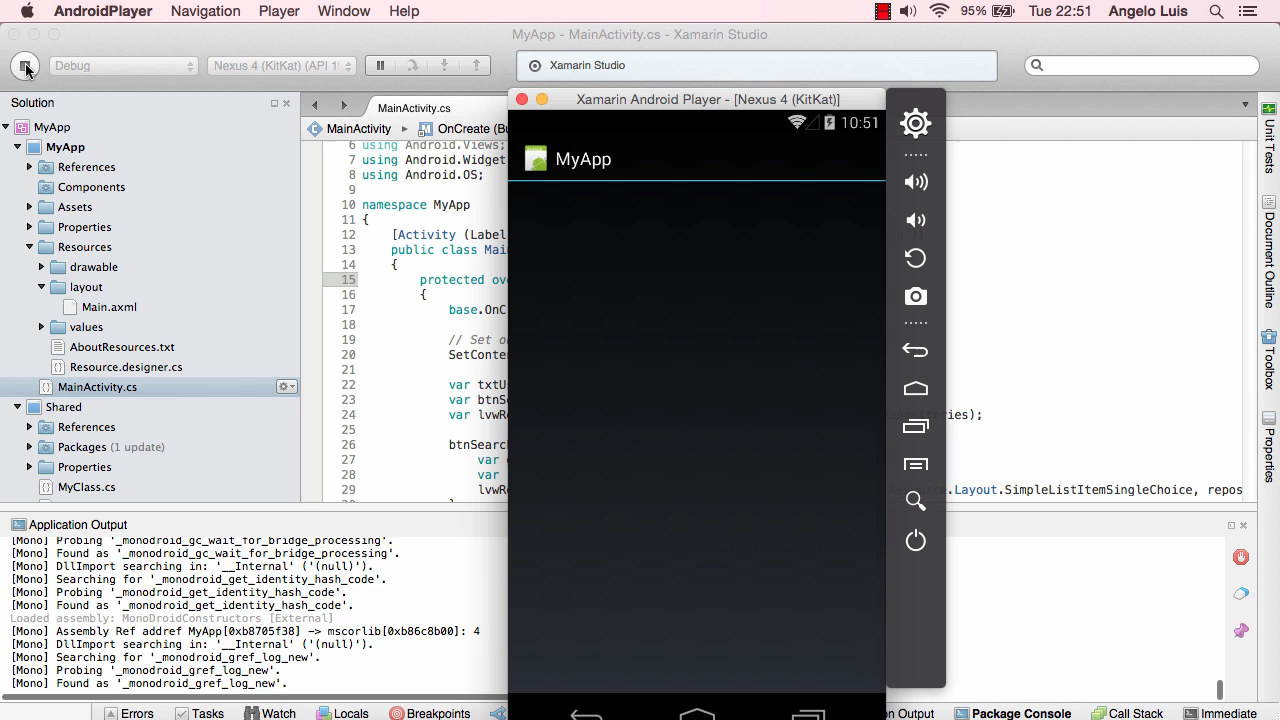 AndroidPlayer Navigation Player Window Help 95% Tue 22:51 Angelo Luis
MyApp - MainActivity.cs - Xamarin Studio
Debug Nexus 4 (KitKat) (API 1 Xamarin Studio
Solution
MyApp
MyApp
References
Components
Assets
Properties
Resources
drawable
layout
Main.axml
values
AboutResources.txt
Resource.designer.cs
MainActivity.cs
Shared
References
Packages (1 update)
Properties
MyClass.cs
MainActivity.cs
MainActivity OnCreate (Bu
6 using Android.Views;
7 using Android.Widget
8 using Android.OS;
9
10 namespace MyApp
11 {
12 [Activity (Label
13 public class Mai
14 {
15 protected ove
16 {
17 base.OnC
18
19 // Set o
20 SetConte
21
22 var txtU
23 var btnS
24 var lvwR
25
26 btnSearc
27 var
28 var
29 lvwR
Xamarin Android Player - [Nexus 4 (KitKat)]
10:51
MyApp
itories);
.Layout.SimpleListItemSingleChoice, repos
Unit Tests
Document Outline
Toolbox
Properties
Application Output
[Mono] Probing '_monodroid_gc_wait_for_bridge_processing'.
[Mono] Found as '_monodroid_gc_wait_for_bridge_processing'.
[Mono] DllImport searching in: '__Internal' ('(null)').
[Mono] Searching for '_monodroid_get_identity_hash_code'.
[Mono] Probing '_monodroid_get_identity_hash_code'.
[Mono] Found as '_monodroid_get_identity_hash_code'.
Loaded assembly: MonoDroidConstructors [External]
[Mono] Assembly Ref addref MyApp[0xb8705f38] -> mscorlib[0xb86c8b00]: 4
[Mono] DllImport searching in: '__Internal' ('(null)').
[Mono] Searching for '_monodroid_gref_log_new'.
[Mono] Probing '_monodroid_gref_log_new'.
[Mono] Found as '_monodroid_gref_log_new'.
Errors Tasks Watch Locals Breakpoints on Output Package Console Call Stack Immediate